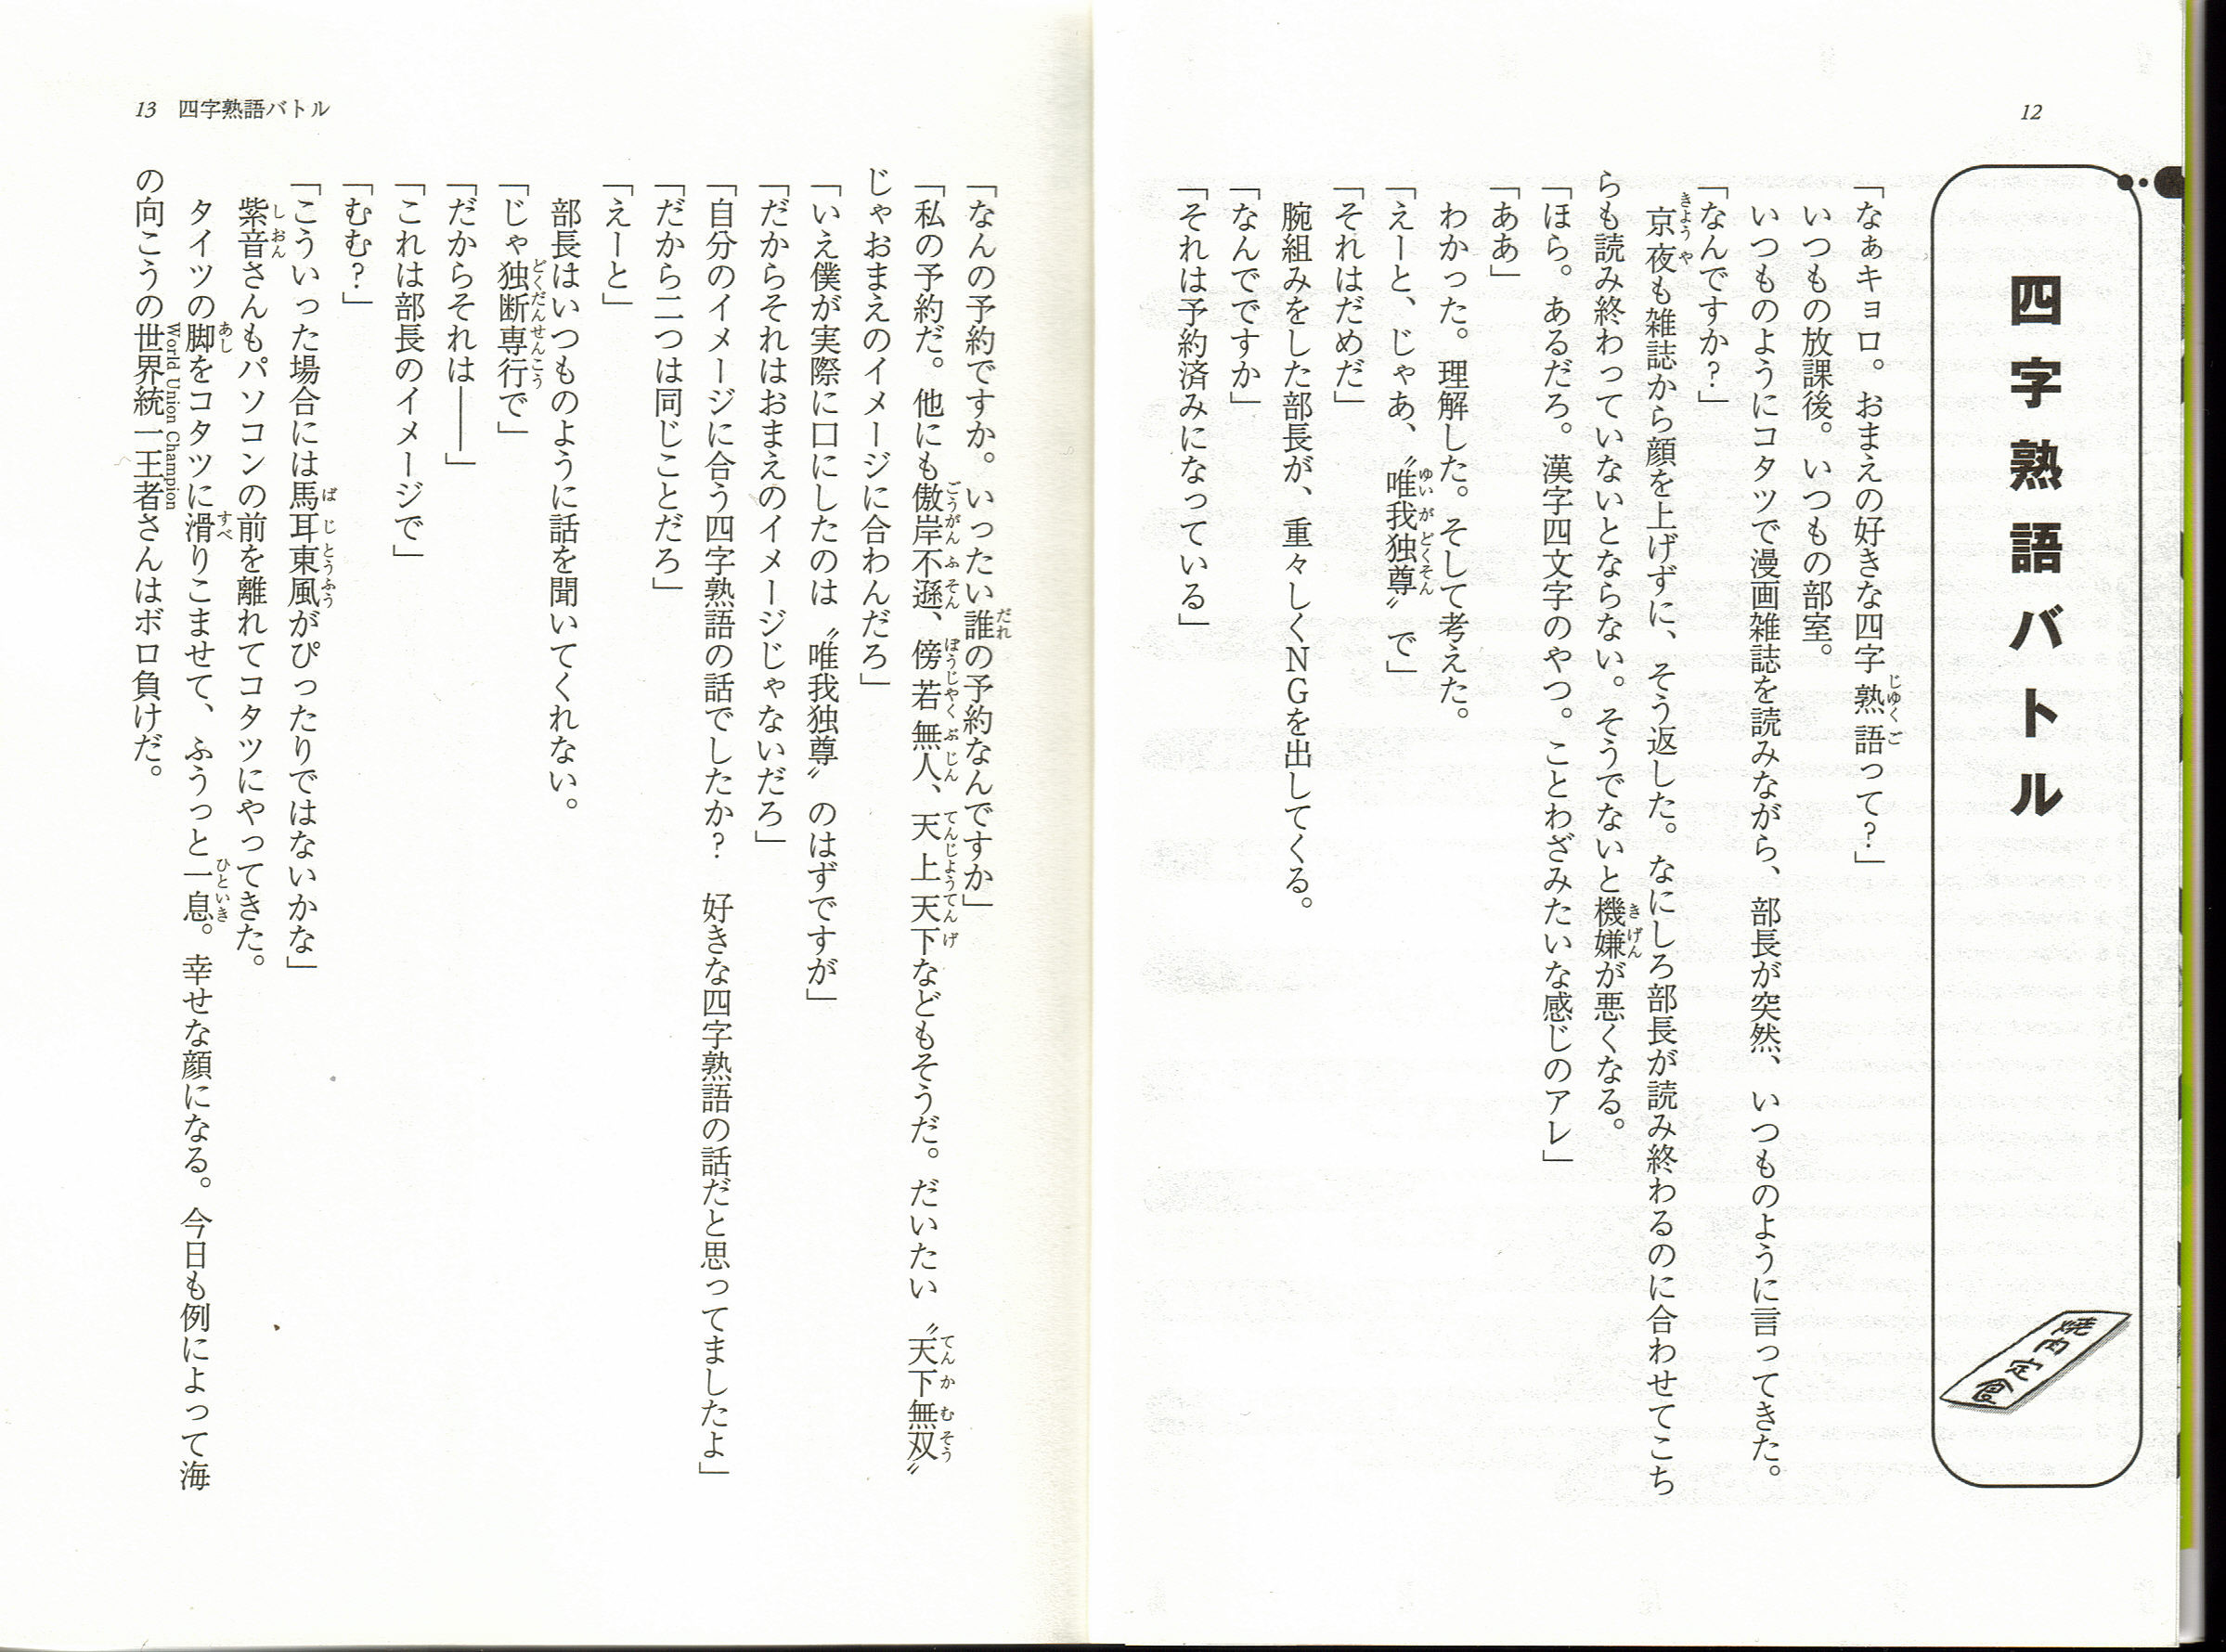 12
四字熟語バトル
焼肉定食
「なぁキョロ。おまえの好きな四字熟語って？」
いつもの放課後。いつもの部室。
いつものようにコタツで漫画雑誌を読みながら、部長が突然、いつものように言ってきた。
「なんですか？」
京夜も雑誌から顔を上げずに、そう返した。なにしろ部長が読み終わるのに合わせてこち
らも読み終わっていないとならない。そうでないと機嫌が悪くなる。
「ほら。あるだろ。漢字四文字のやつ。ことわざみたいな感じのアレ」
「ああ」
わかった。理解した。そして考えた。
「えーと、じゃあ、〝唯我独尊〟で」
「それはだめだ」
腕組みをした部長が、重々しくNGを出してくる。
「なんでですか」
「それは予約済みになっている」
13 四字熟語バトル
「なんの予約ですか。いったい誰の予約なんですか」
「私の予約だ。他にも傲岸不遜、傍若無人、天上天下などもそうだ。だいたい〝天下無双〟
じゃおまえのイメージに合わんだろ」
「いえ僕が実際に口にしたのは〝唯我独尊〟のはずですが」
「だからそれはおまえのイメージじゃないだろ」
「自分のイメージに合う四字熟語の話でしたか？　好きな四字熟語の話だと思ってましたよ」
「だから二つは同じことだろ」
「えーと」
部長はいつものように話を聞いてくれない。
「じゃ独断専行で」
「だからそれは――」
「これは部長のイメージで」
「むむ？」
「こういった場合には馬耳東風がぴったりではないかな」
紫音さんもパソコンの前を離れてコタツにやってきた。
タイツの脚をコタツに滑りこませて、ふうっと一息。幸せな顔になる。今日も例によって海
の向こうの世界統一王者さんはボロ負けだ。
World Union Champion